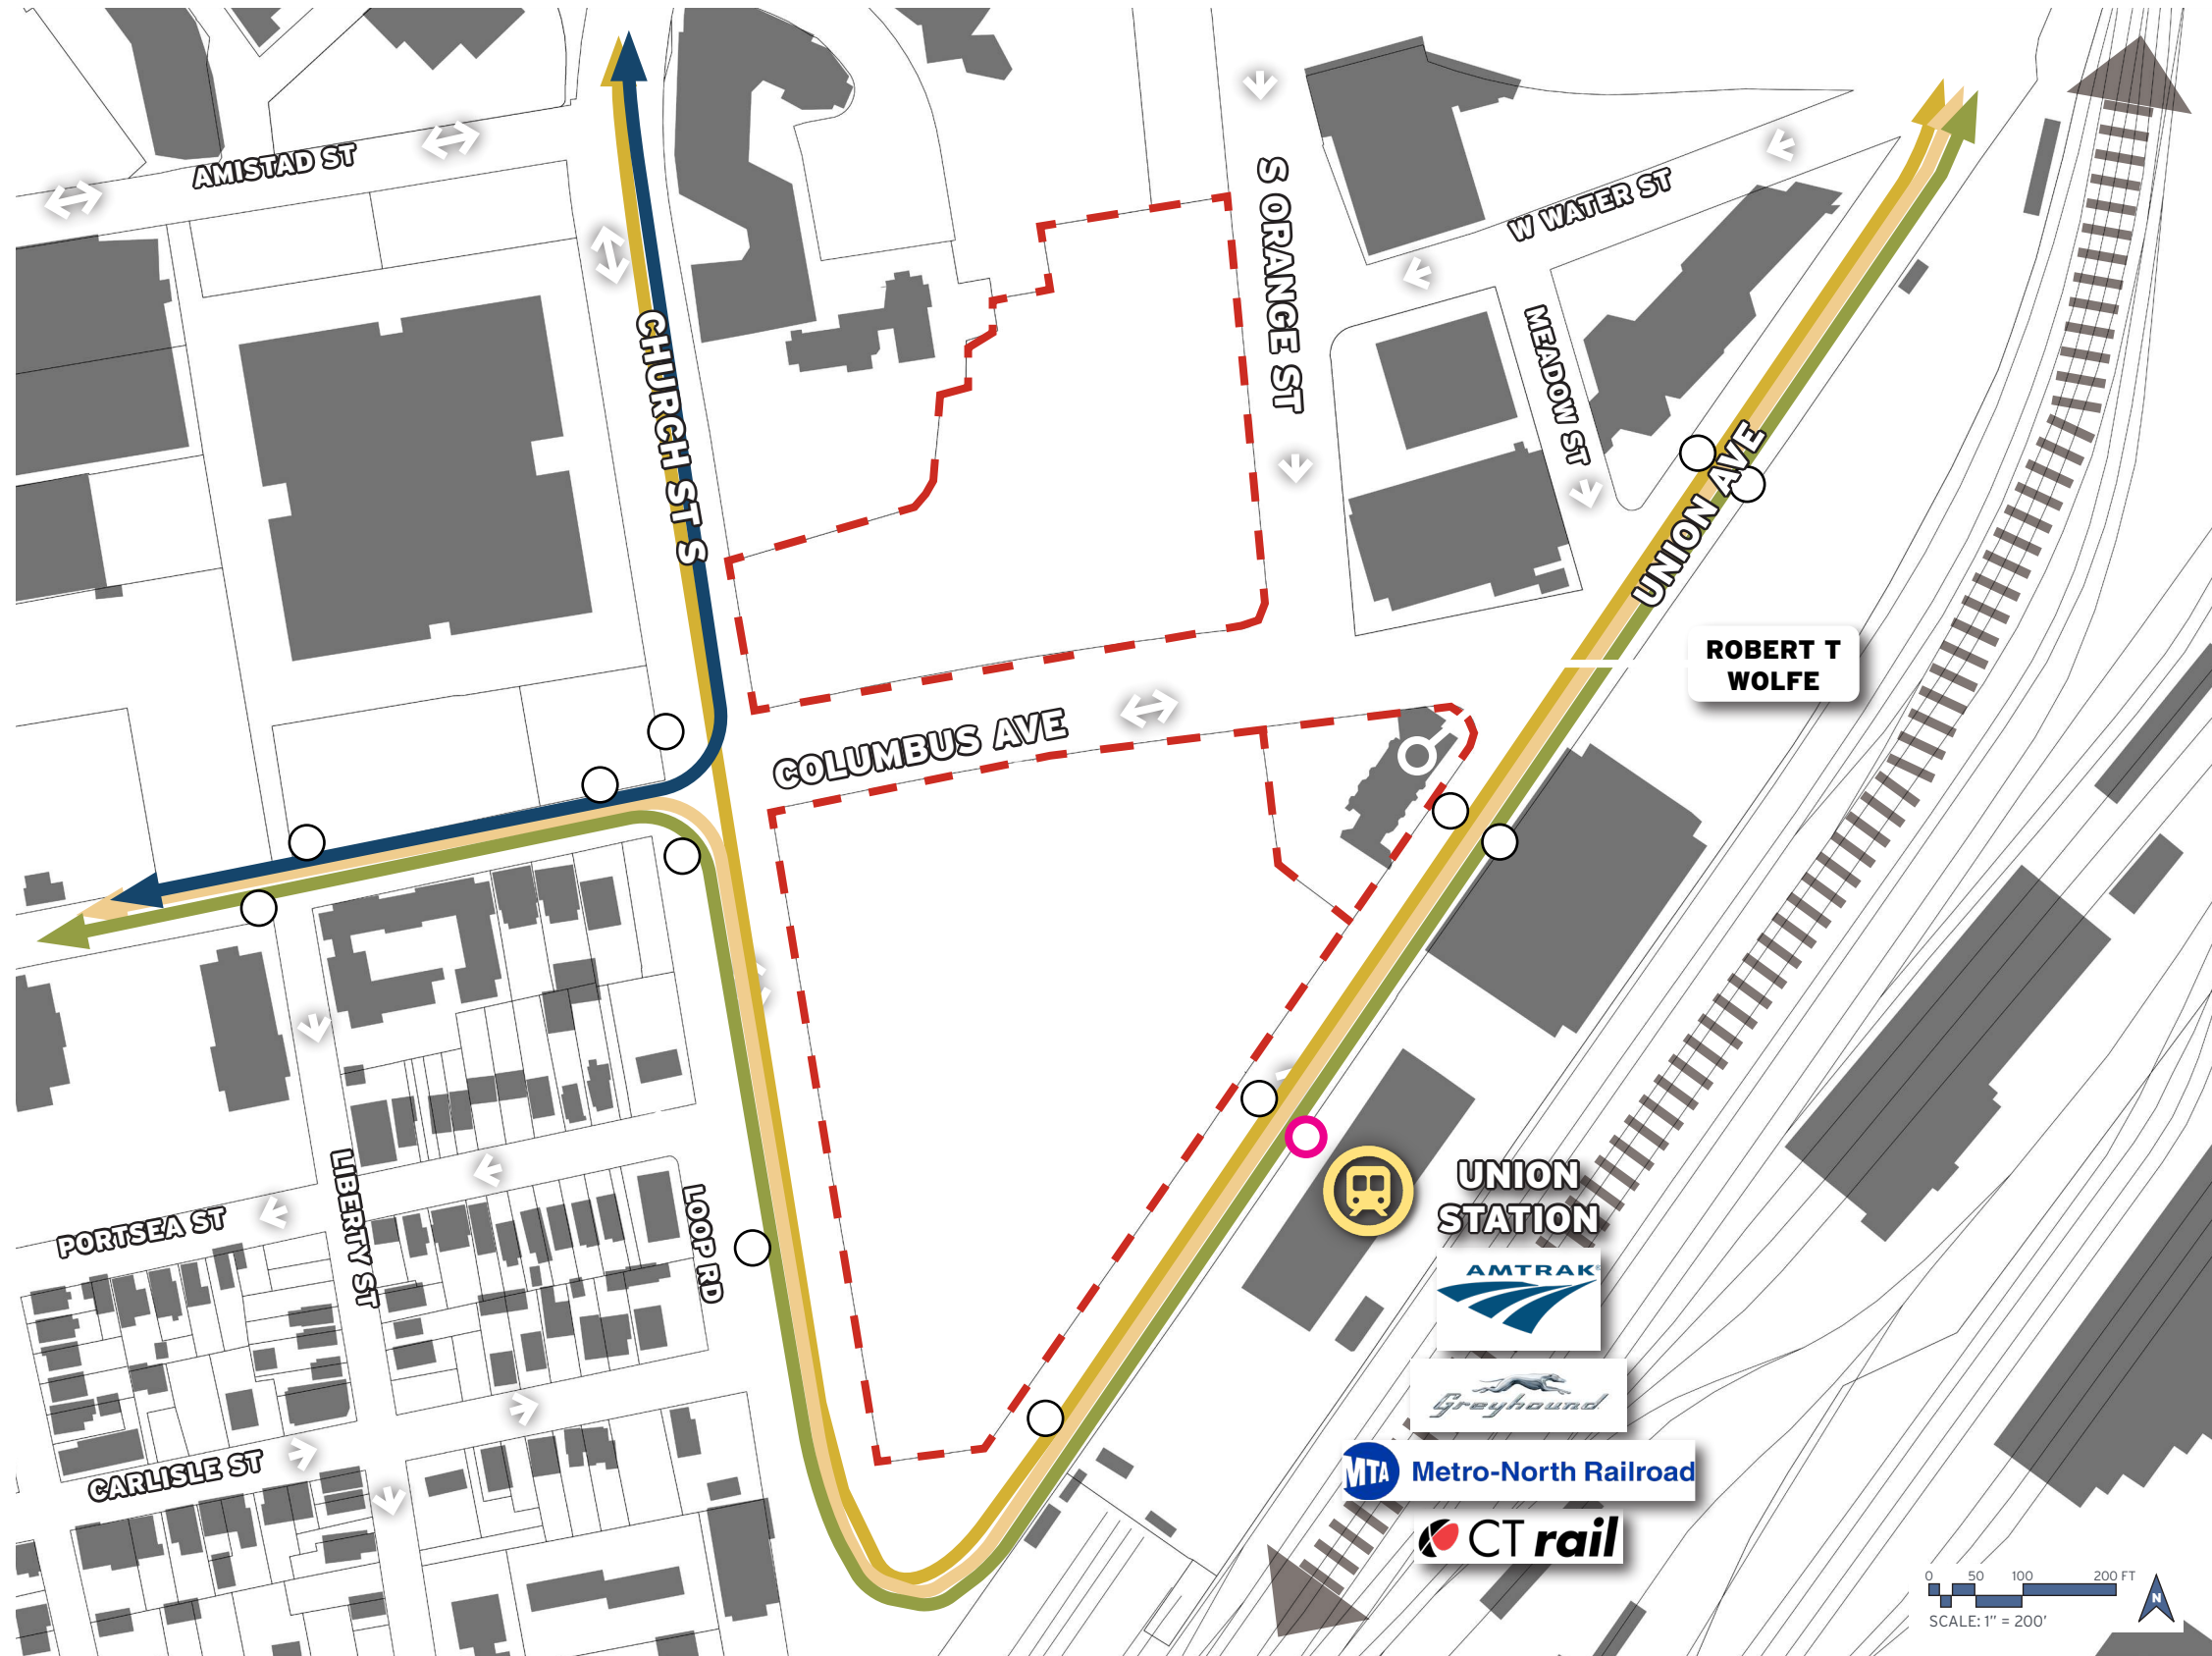 AMISTAD ST
S ORANGE ST
W WATER ST
CHURCH ST S
MEADOW ST
UNION AVE
ROBERT T
WOLFE
COLUMBUS AVE
UNION
STATION
LIBERTY ST
LOOP RD
PORTSEA ST
AMTRAK
Greyhound
MTA Metro-North Railroad
CARLISLE ST
CT rail
0 50 100 200 FT
N
SCALE: 1" = 200'